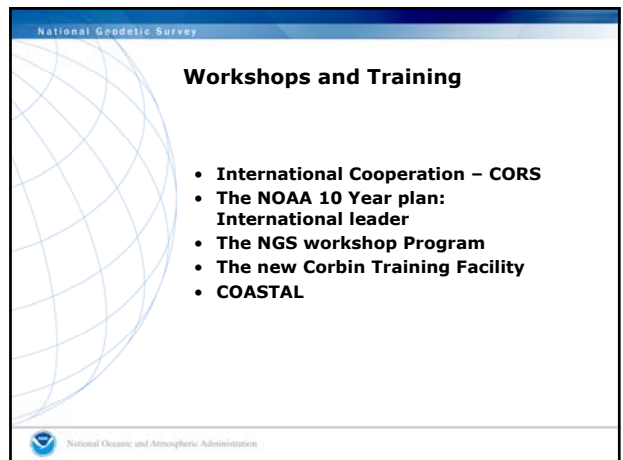 National Geodetic Survey
Workshops and Training
• International Cooperation – CORS
• The NOAA 10 Year plan:
International leader
• The NGS workshop Program
• The new Corbin Training Facility
• COASTAL
National Oceanic and Atmospheric Administration